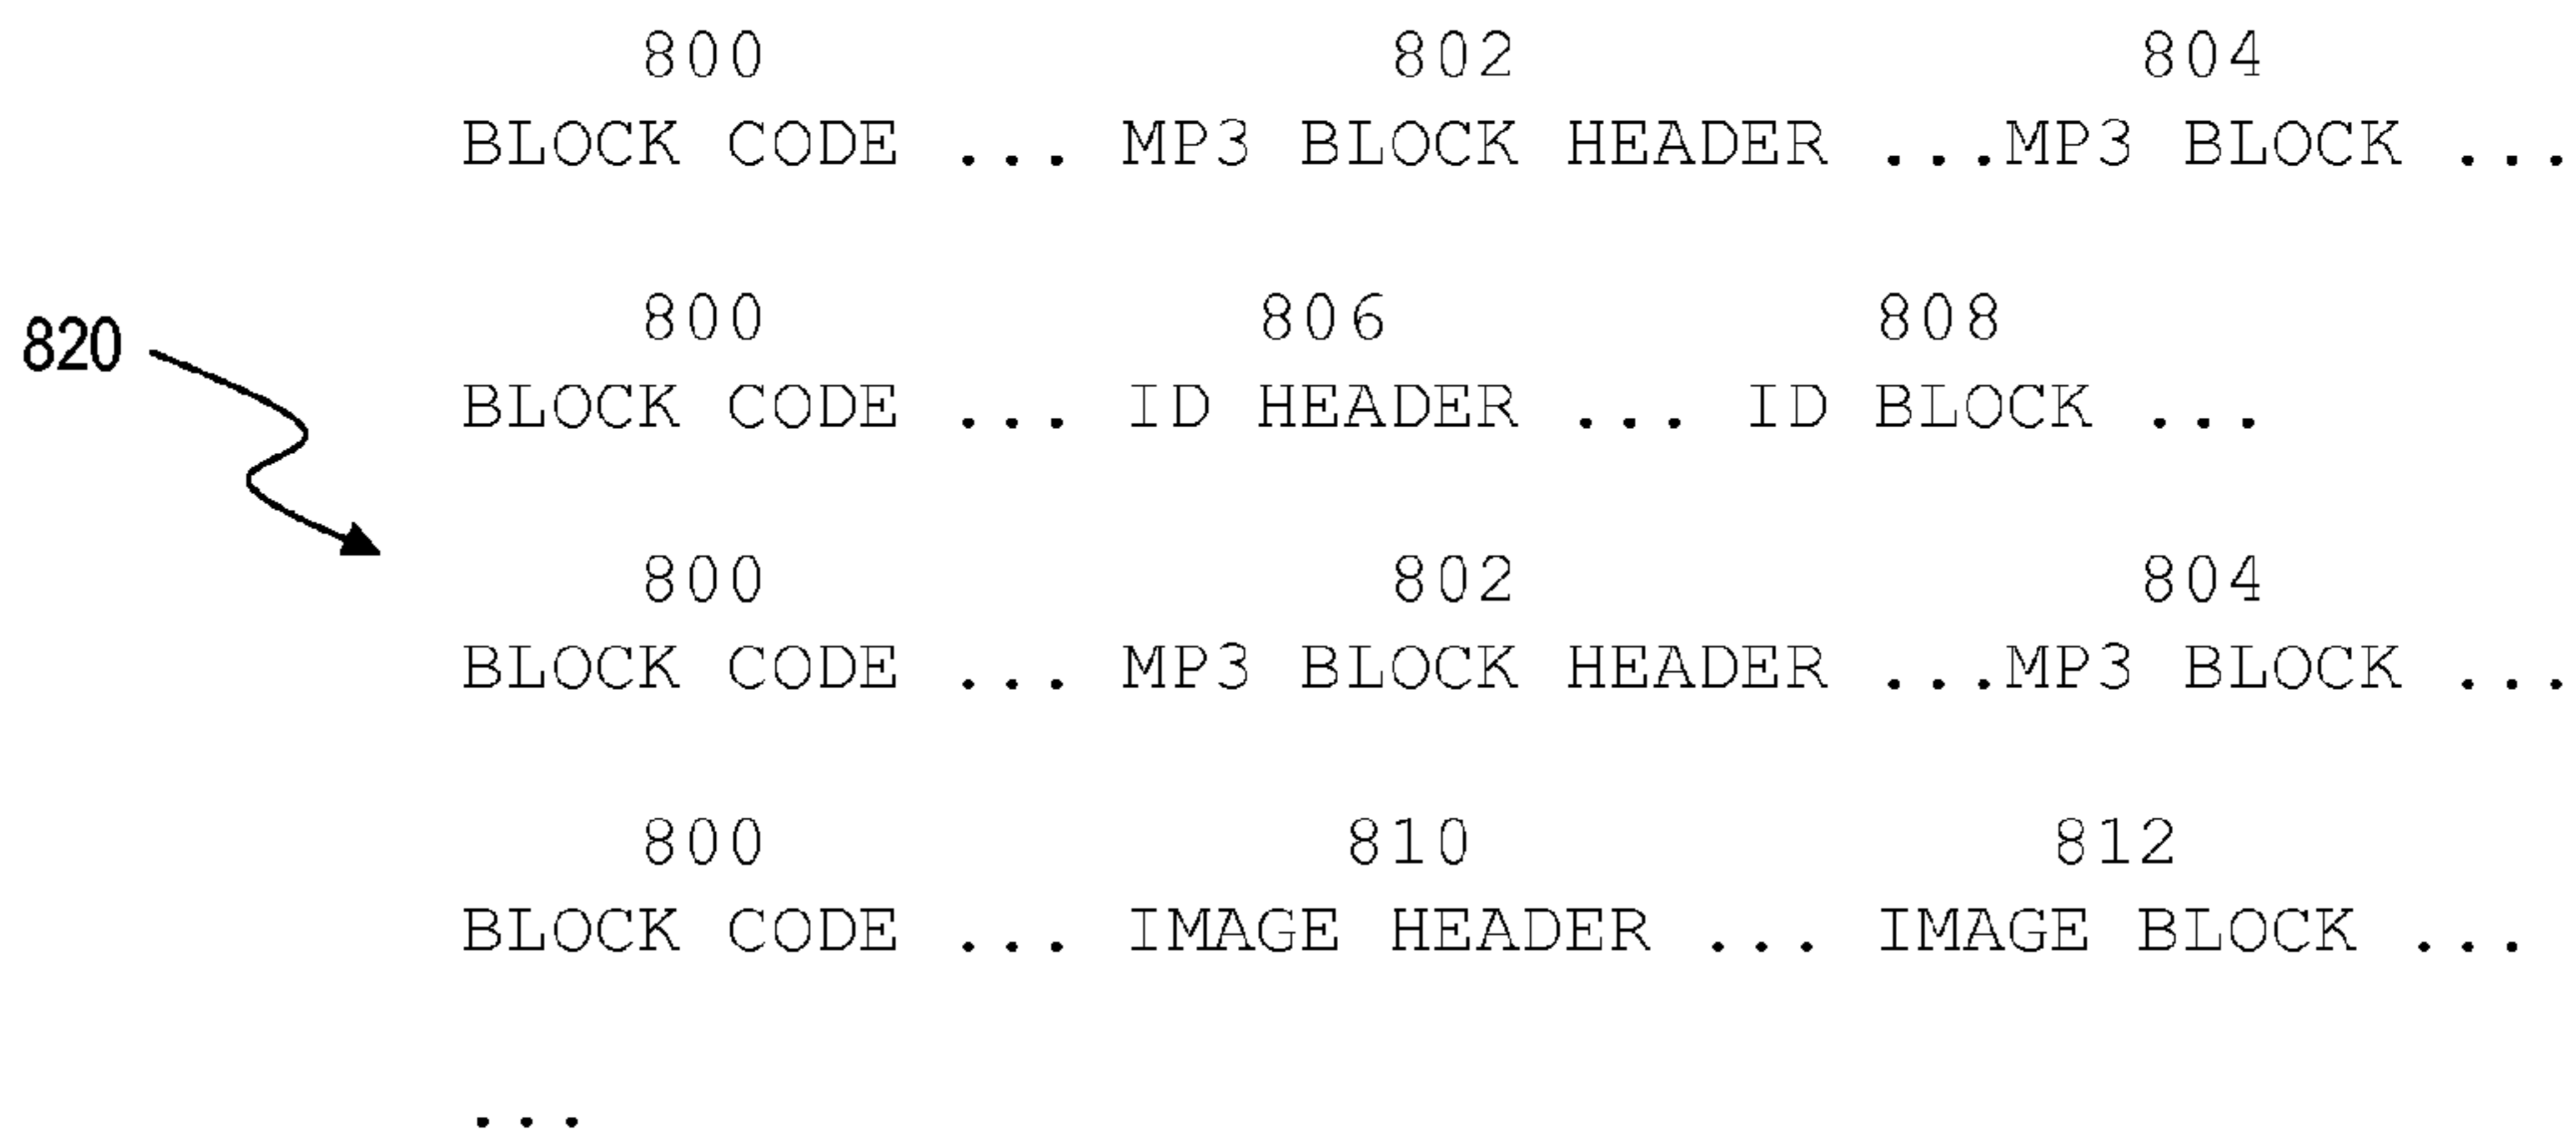 800 802 804
BLOCK CODE ... MP3 BLOCK HEADER ...MP3 BLOCK ...
800 806 808
820
BLOCK CODE ... ID HEADER ... ID BLOCK ...
800 802 804
BLOCK CODE ... MP3 BLOCK HEADER ...MP3 BLOCK ...
800 810 812
BLOCK CODE ... IMAGE HEADER ... IMAGE BLOCK ...
...